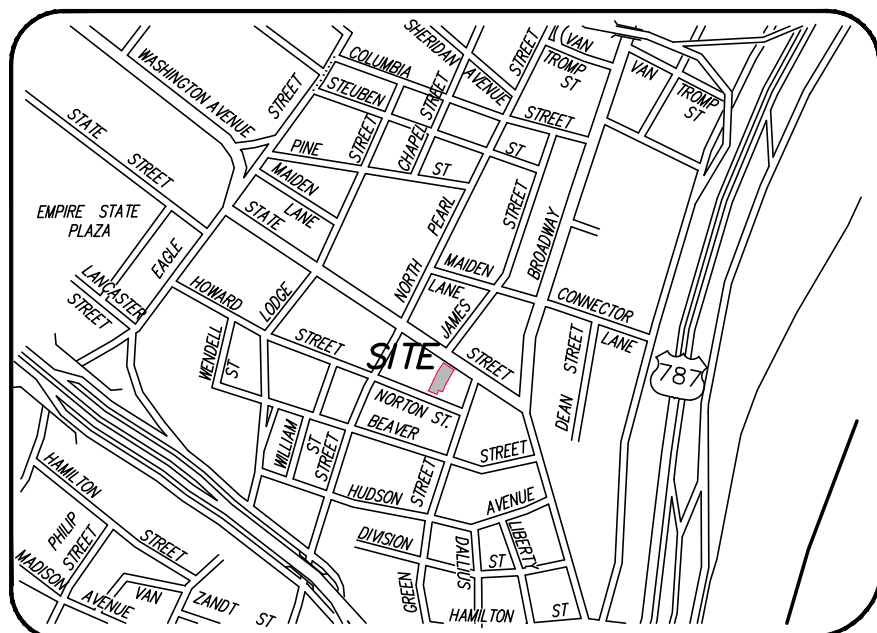 SHERIDAN AVENUE
STREET
VAN TROMP ST
VAN TROMP ST
WASHINGTON AVENUE
STREET
COLUMBIA
STREET
STEUBEN
STREET
CHAPEL STREET
ST
ST
PINE
STATE STREET
MAIDEN LANE
STATE
STREET
BROADWAY
EMPIRE STATE
PLAZA
EAGLE
NORTH PEARL
MAIDEN LANE
LANCASTER
STREET
HOWARD
LODGE
JAMES
CONNECTOR
LANE
WENDELL
ST
STREET
SITE
STREET
DEAN STREET
787
NORTON ST.
BEAVER
STREET
WILLIAM
ST
STREET
HAMILTON
STREET
HUDSON
STREET
AVENUE
PHILIP
STREET
DIVISION
ST
DALLIUS
LIBERTY
MADISON
AVENUE
VAN ZANDT ST
GREEN
HAMILTON ST